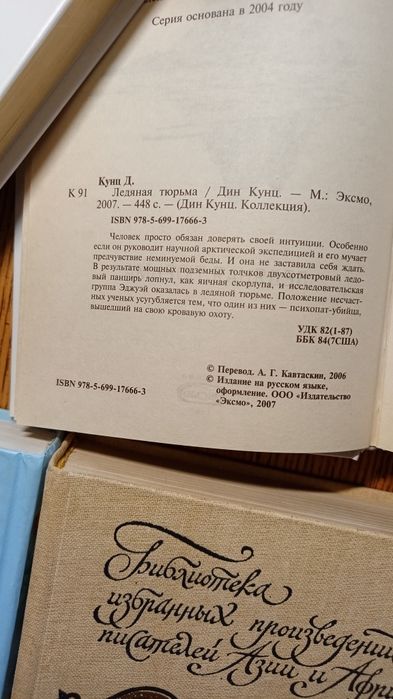 Серия основана в 2004 году
Кунц Д.
К 91 Ледяная тюрьма / Дин Кунц. — М.: Эксмо,
2007. — 448 с. — (Дин Кунц. Коллекция).
ISBN 978-5-699-17666-3
Человек просто обязан доверять своей интуиции. Особенно
если он руководит научной арктической экспедицией и его мучает
предчувствие неминуемой беды. И она не заставила себя ждать.
В результате мощных подземных толчков двухсотметровый ледо-
вый панцирь лопнул, как яичная скорлупа, и исследовательская
группа Эджуэй оказалась в ледяной тюрьме. Положение несчаст-
ных ученых усугубляется тем, что один из них — психопат-убийца,
вышедший на свою кровавую охоту.
УДК 82(1-87)
ББК 84(7США)
© Перевод. А. Г. Кавтаскин, 2006
© Издание на русском языке,
оформление. ООО «Издательство
«Эксмо», 2007
ISBN 978-5-699-17666-3
Библиотека
избранных произведений
писателей Азии и